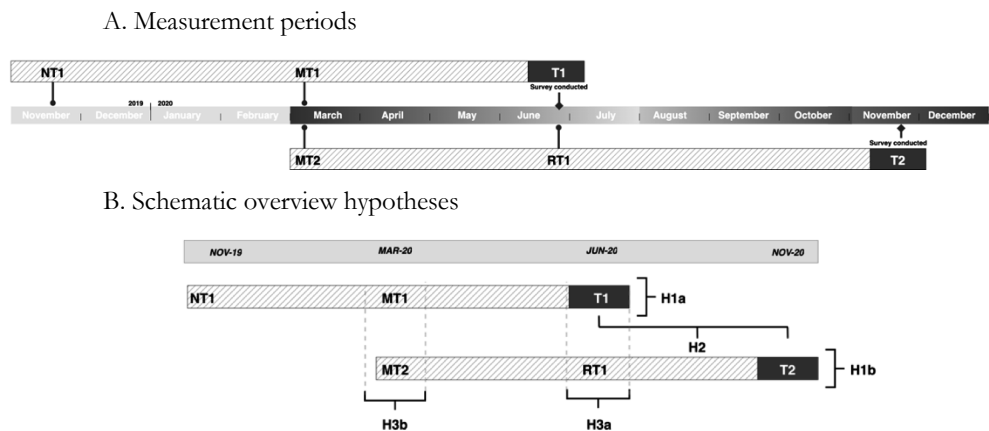 A. Measurement periods
NT1 MT1 T1
Survey conducted
2019 2020
November December January February March April May June July August September October November December
Survey conducted
MT2 RT1 T2
B. Schematic overview hypotheses
NOV-19 MAR-20 JUN-20 NOV-20
NT1 MT1 T1 H1a
H2
MT2 RT1 T2 H1b
H3b H3a